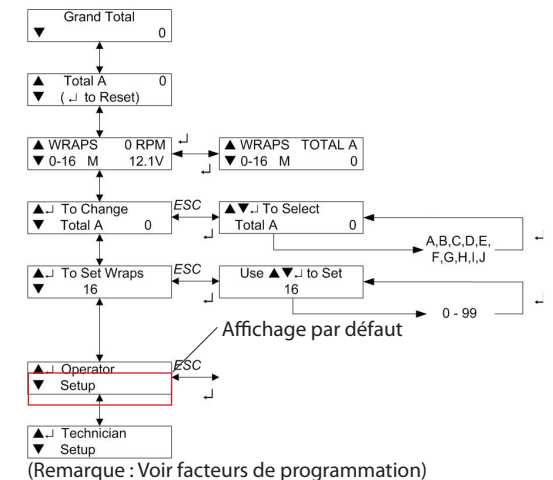 Grand Total
▼ 0
▲ Total A 0
▼ (↵ to Reset)
▲ WRAPS 0 RPM
▼ 0-16 M 12.1V
↵
↵
▲ WRAPS TOTAL A
▼ 0-16 M 0
▲↵ To Change
▼ Total A 0
ESC
↵
▲▼↵ To Select
Total A 0
A,B,C,D,E,
F,G,H,I,J
↵
▲↵ To Set Wraps
▼ 16
ESC
↵
Use ▲▼↵ to Set
16
0 - 99
↵
Affichage par défaut
▲↵ Operator
▼ Setup
ESC
↵
▲↵ Technician
▼ Setup
(Remarque : Voir facteurs de programmation)